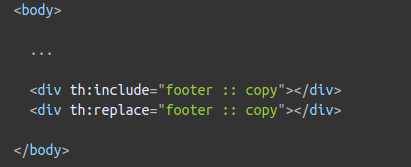 <body>
...
<div th:include="footer :: copy"></div>
<div th:replace="footer :: copy"></div>
</body>